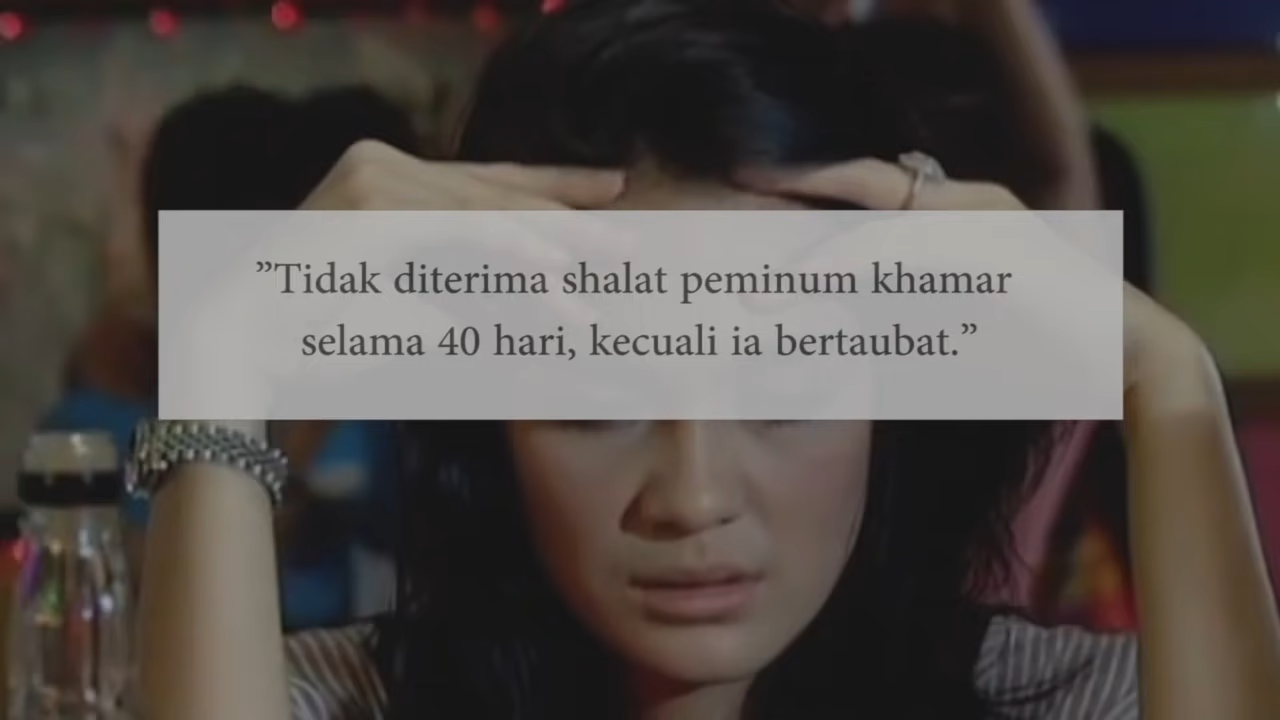 ”Tidak diterima shalat peminum khamar
selama 40 hari, kecuali ia bertaubat.”